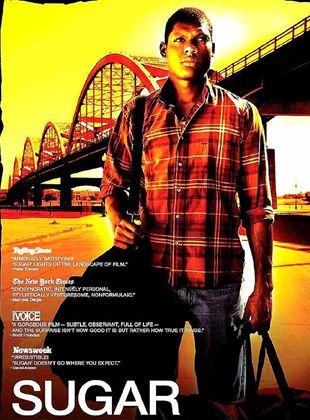 RollingStone
"IMMENSELY SATISFYING!
'SUGAR' LIGHTS UP THE LANDSCAPE OF FILM."
The New York Times
"IDIOSYNCRATIC, INTENSELY PERSONAL,
STYLISTICALLY VENTURESOME, NONFORMULAIC."
VOICE
"A GORGEOUS FILM — SUBTLE, OBSERVANT, FULL OF LIFE —
AND THE SURPRISE ISN'T HOW GOOD IT IS BUT RATHER HOW TRUE IT RINGS."
Newsweek
"IRRESISTIBLE!
'SUGAR' DOESN'T GO WHERE YOU EXPECT."
SUGAR